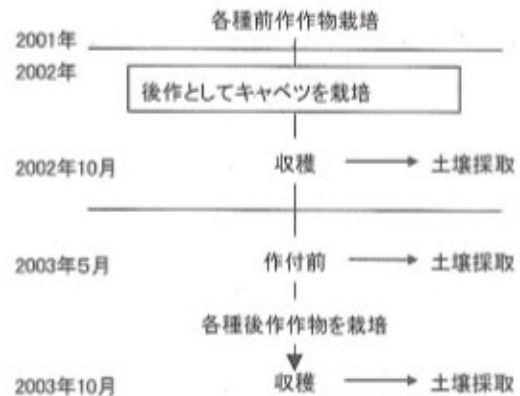 各種前作作物栽培
2001年
2002年
後作としてキャベツを栽培
2002年10月 収穫 土壌採取
2003年5月 作付前 土壌採取
各種後作作物を栽培
2003年10月 収穫 土壌採取